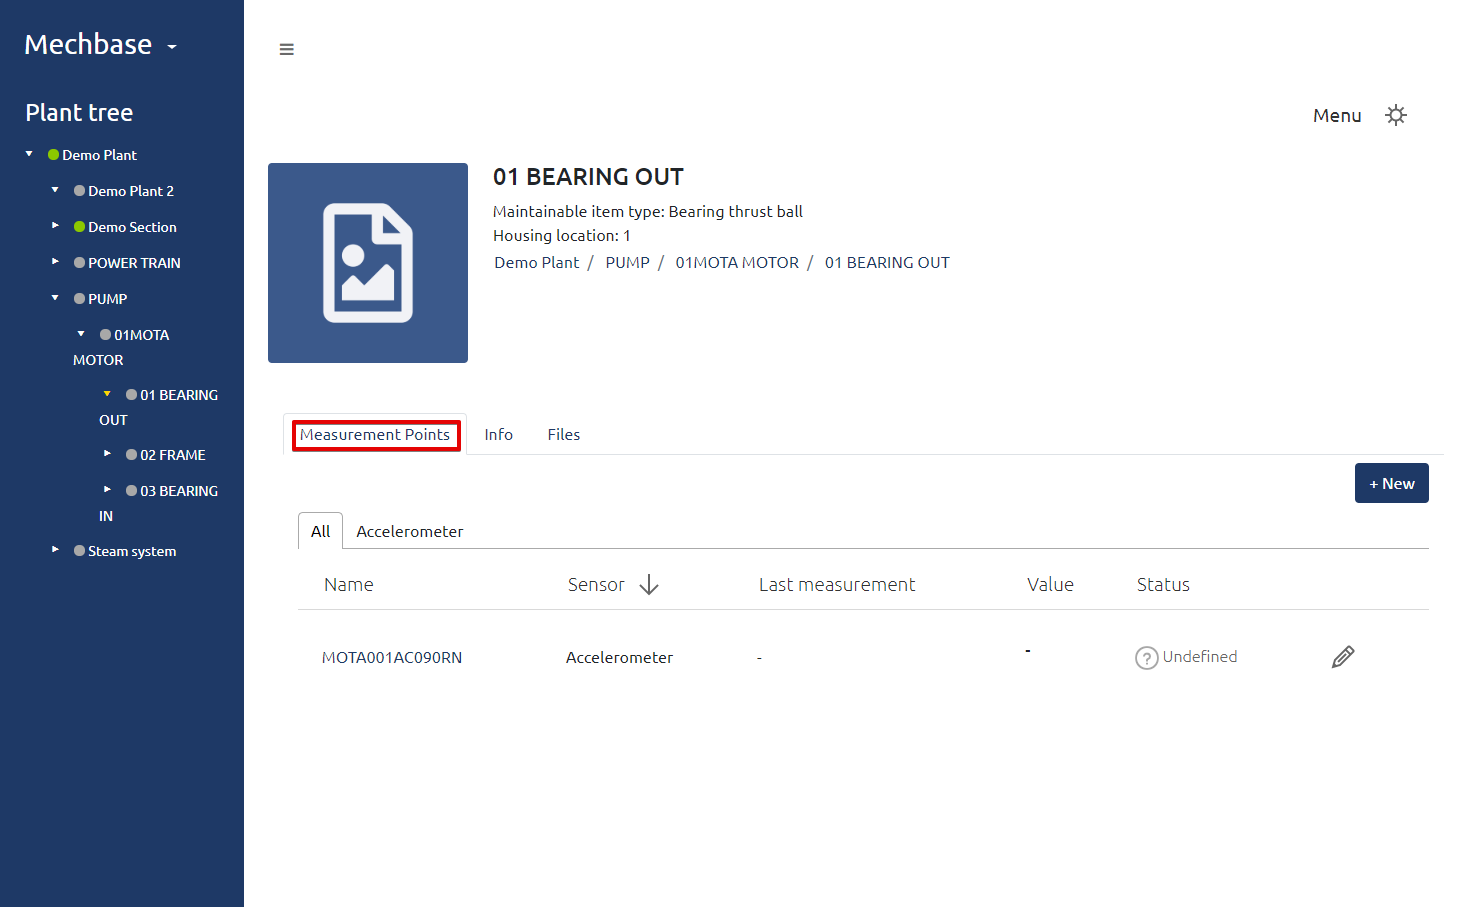 Mechbase
Plant tree
Demo Plant
Demo Plant 2
Demo Section
POWER TRAIN
PUMP
01MOTA
MOTOR
01 BEARING
OUT
02 FRAME
03 BEARING
IN
Steam system
Menu
01 BEARING OUT
Maintainable item type: Bearing thrust ball
Housing location: 1
Demo Plant / PUMP / 01MOTA MOTOR / 01 BEARING OUT
Measurement Points Info Files
+ New
All Accelerometer
Name Sensor Last measurement Value Status
MOTA001AC090RN Accelerometer - - Undefined